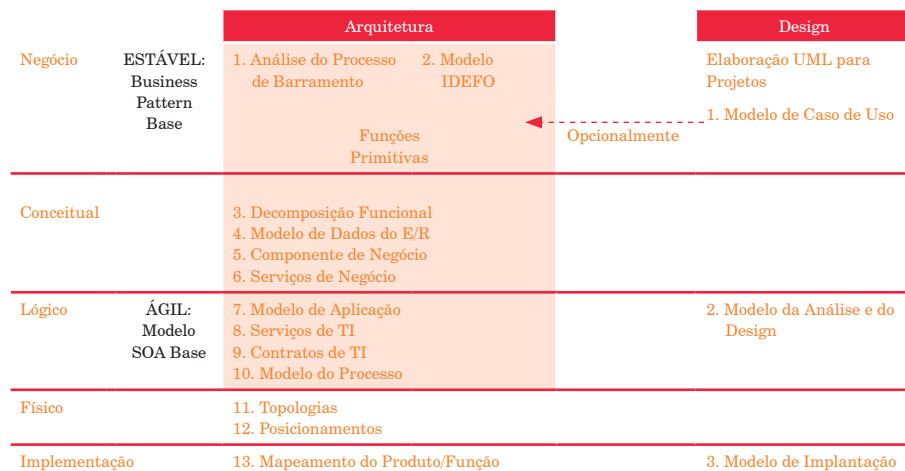 Arquitetura
Design
Negócio
ESTÁVEL:
Business
Pattern
Base
1. Análise do Processo
de Barramento
2. Modelo
IDEFO
Funções
Primitivas
Opcionalmente
Elaboração UML para
Projetos
1. Modelo de Caso de Uso
Conceitual
3. Decomposição Funcional
4. Modelo de Dados do E/R
5. Componente de Negócio
6. Serviços de Negócio
Lógico
ÁGIL:
Modelo
SOA Base
7. Modelo de Aplicação
8. Serviços de TI
9. Contratos de TI
10. Modelo do Processo
2. Modelo da Análise e do
Design
Físico
11. Topologias
12. Posicionamentos
Implementação
13. Mapeamento do Produto/Função
3. Modelo de Implantação